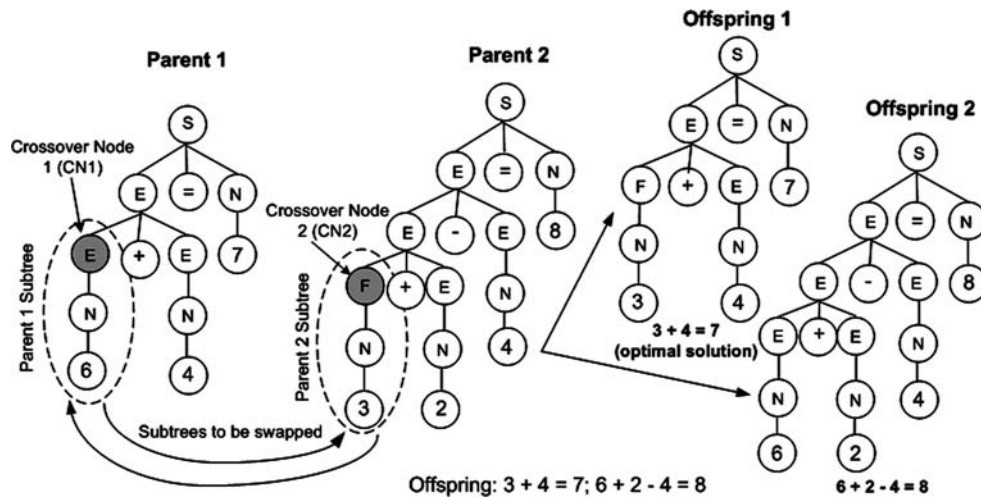 Parent 1
S
Crossover Node
1 (CN1)
E = N
E + E 7
N N
6 4
Parent 1 Subtree
Parent 2
S
E = N
Crossover Node
2 (CN2)
E - E 8
F + E N
N N 4
3 2
Parent 2 Subtree
Subtrees to be swapped
Offspring 1
S
E = N
F + E 7
N N
3 4
3 + 4 = 7
(optimal solution)
Offspring 2
S
E = N
E - E 8
E + E N
N N 4
6 2
6 + 2 - 4 = 8
Offspring: 3 + 4 = 7; 6 + 2 - 4 = 8